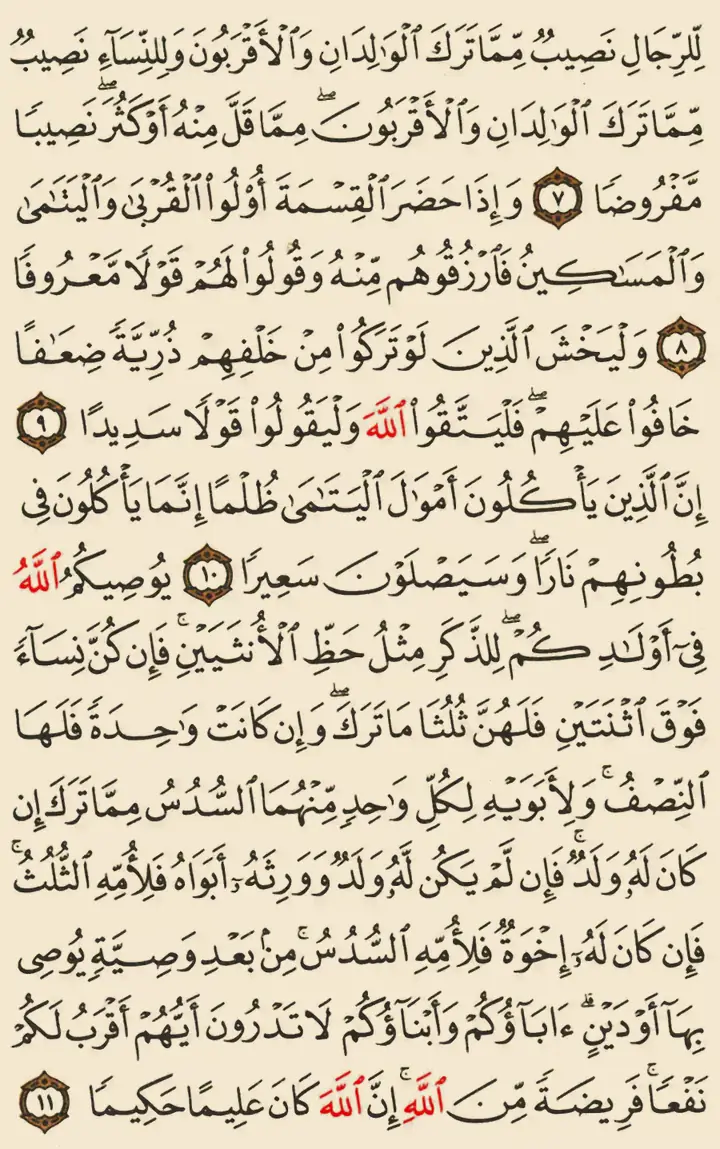 لِّلرِّجَالِ نَصِيبٌ مِّمَّا تَرَكَ ٱلْوَٰلِدَانِ وَٱلْأَقْرَبُونَ وَلِلنِّسَآءِ نَصِيبٌ
مِّمَّا تَرَكَ ٱلْوَٰلِدَانِ وَٱلْأَقْرَبُونَ مِمَّا قَلَّ مِنْهُ أَوْ كَثُرَۚ نَصِيبًا
مَّفْرُوضًا ٧ وَإِذَا حَضَرَ ٱلْقِسْمَةَ أُو۟لُوا۟ ٱلْقُرْبَىٰ وَٱلْيَتَٰمَىٰ
وَٱلْمَسَٰكِينُ فَٱرْزُقُوهُم مِّنْهُ وَقُولُوا۟ لَهُمْ قَوْلًا مَّعْرُوفًا
٨ وَلْيَخْشَ ٱلَّذِينَ لَوْ تَرَكُوا۟ مِنْ خَلْفِهِمْ ذُرِّيَّةً ضِعَٰفًا
خَافُوا۟ عَلَيْهِمْۖ فَلْيَتَّقُوا۟ ٱللَّهَ وَلْيَقُولُوا۟ قَوْلًا سَدِيدًا ٩
إِنَّ ٱلَّذِينَ يَأْكُلُونَ أَمْوَٰلَ ٱلْيَتَٰمَىٰ ظُلْمًا إِنَّمَا يَأْكُلُونَ فِى
بُطُونِهِمْ نَارًاۖ وَسَيَصْلَوْنَ سَعِيرًا ١٠ يُوصِيكُمُ ٱللَّهُ
فِىٓ أَوْلَٰدِكُمْۖ لِلذَّكَرِ مِثْلُ حَظِّ ٱلْأُنثَيَيْنِۚ فَإِن كُنَّ نِسَآءً
فَوْقَ ٱثْنَتَيْنِ فَلَهُنَّ ثُلُثَا مَا تَرَكَۖ وَإِن كَانَتْ وَٰحِدَةً فَلَهَا
ٱلنِّصْفُۚ وَلِأَبَوَيْهِ لِكُلِّ وَٰحِدٍ مِّنْهُمَا ٱلسُّدُسُ مِمَّا تَرَكَ إِن
كَانَ لَهُۥ وَلَدٌۚ فَإِن لَّمْ يَكُن لَّهُۥ وَلَدٌ وَوَرِثَهُۥٓ أَبَوَاهُ فَلِأُمِّهِ ٱلثُّلُثُۚ
فَإِن كَانَ لَهُۥٓ إِخْوَةٌ فَلِأُمِّهِ ٱلسُّدُسُۚ مِنۢ بَعْدِ وَصِيَّةٍ يُوصِى
بِهَآ أَوْ دَيْنٍۗ ءَابَآؤُكُمْ وَأَبْنَآؤُكُمْ لَا تَدْرُونَ أَيُّهُمْ أَقْرَبُ لَكُمْ
نَفْعًاۚ فَرِيضَةً مِّنَ ٱللَّهِۗ إِنَّ ٱللَّهَ كَانَ عَلِيمًا حَكِيمًا ١١